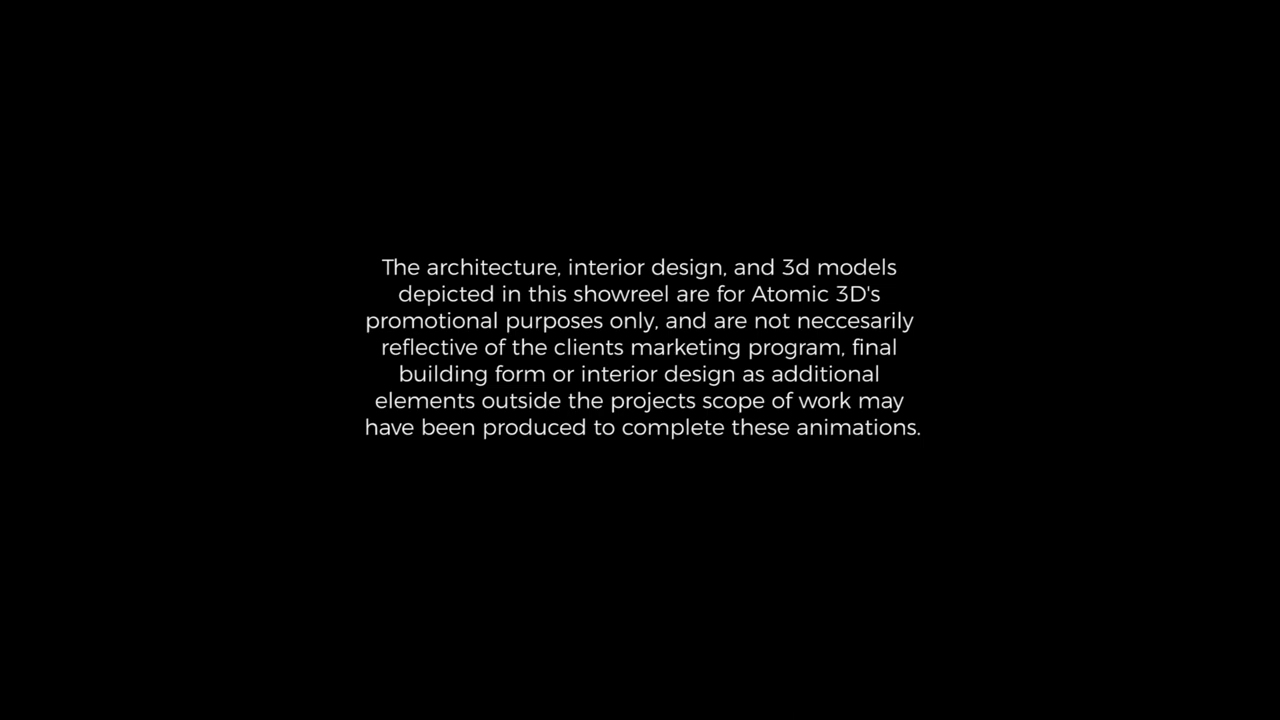 The architecture, interior design, and 3d models
depicted in this showreel are for Atomic 3D's
promotional purposes only, and are not neccesarily
reflective of the clients marketing program, final
building form or interior design as additional
elements outside the projects scope of work may
have been produced to complete these animations.